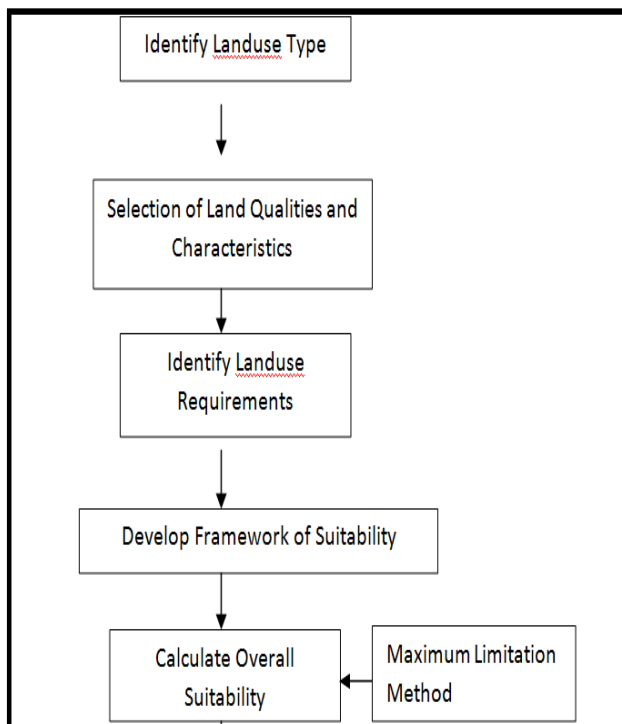 Identify Landuse Type
Selection of Land Qualities and
Characteristics
Identify Landuse
Requirements
Develop Framework of Suitability
Calculate Overall
Suitability
Maximum Limitation
Method